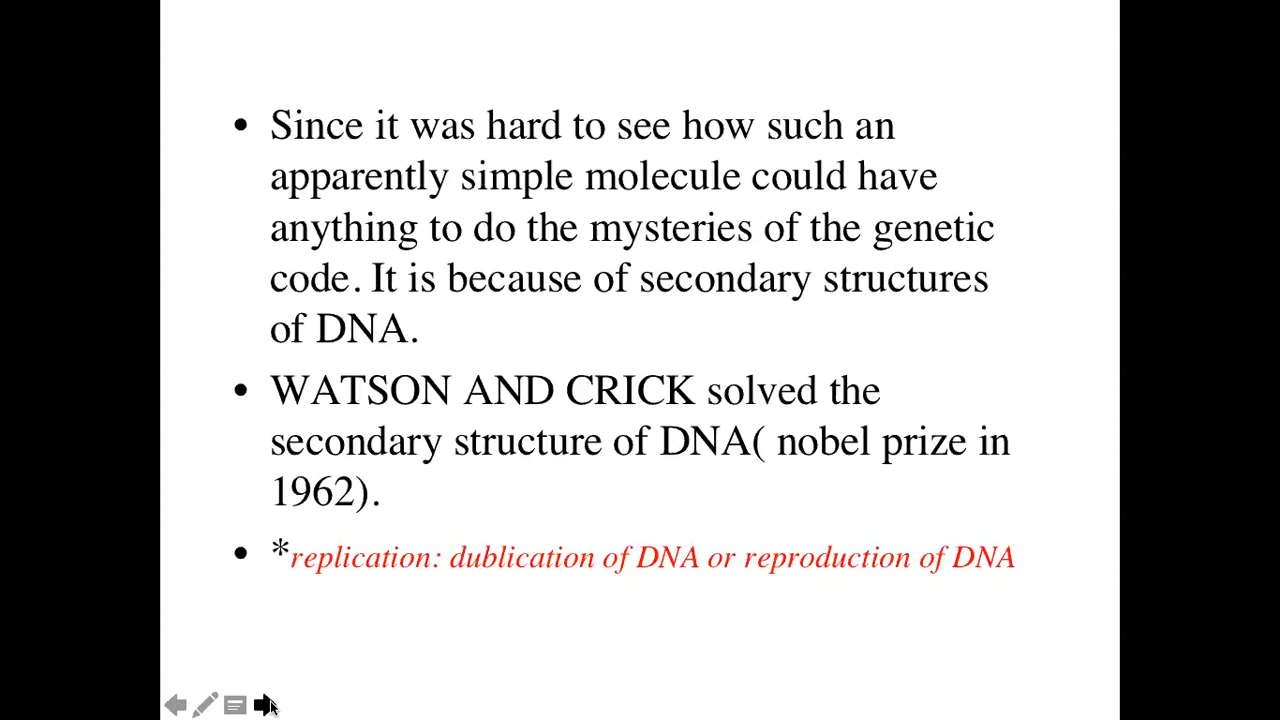 • Since it was hard to see how such an
apparently simple molecule could have
anything to do the mysteries of the genetic
code. It is because of secondary structures
of DNA.
• WATSON AND CRICK solved the
secondary structure of DNA( nobel prize in
1962).
• *replication: dublication of DNA or reproduction of DNA